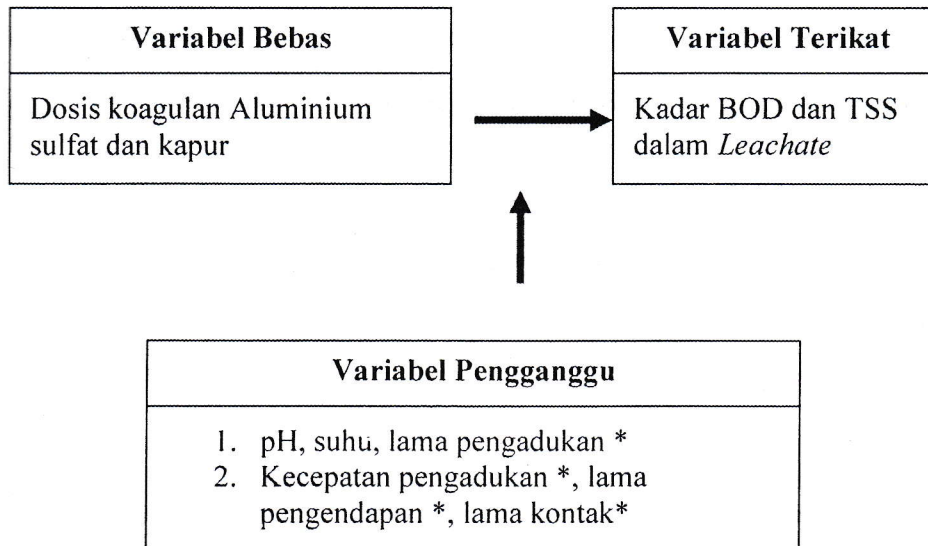 Variabel Bebas
Dosis koagulan Aluminium
sulfat dan kapur
Variabel Terikat
Kadar BOD dan TSS
dalam Leachate
Variabel Pengganggu
1. pH, suhu, lama pengadukan *
2. Kecepatan pengadukan *, lama
pengendapan *, lama kontak*